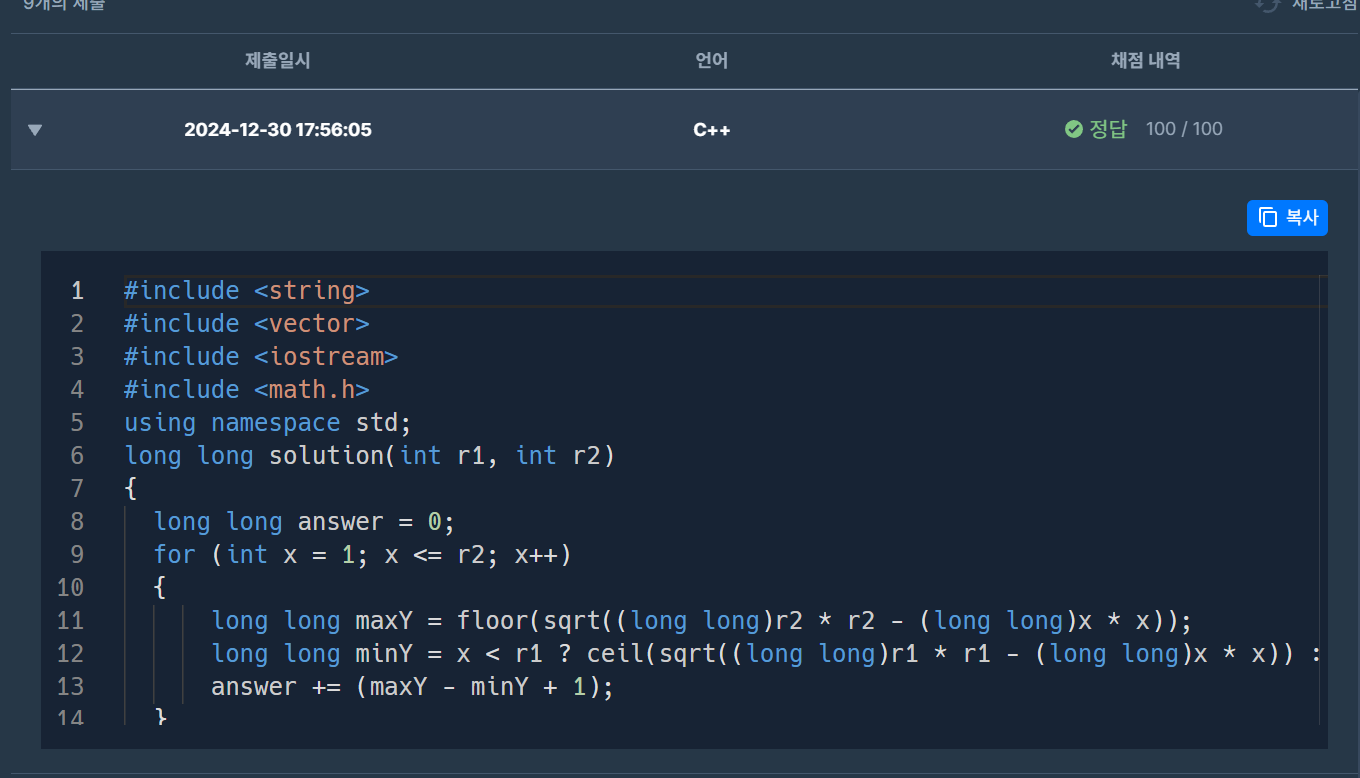 9개의 제출
새로고침
제출일시 언어 채점 내역
2024-12-30 17:56:05 C++ 정답 100 / 100
복사
1 #include <string>
2 #include <vector>
3 #include <iostream>
4 #include <math.h>
5 using namespace std;
6 long long solution(int r1, int r2)
7 {
8 long long answer = 0;
9 for (int x = 1; x <= r2; x++)
10 {
11 long long maxY = floor(sqrt((long long)r2 * r2 - (long long)x * x));
12 long long minY = x < r1 ? ceil(sqrt((long long)r1 * r1 - (long long)x * x)) :
13 answer += (maxY - minY + 1);
14 }